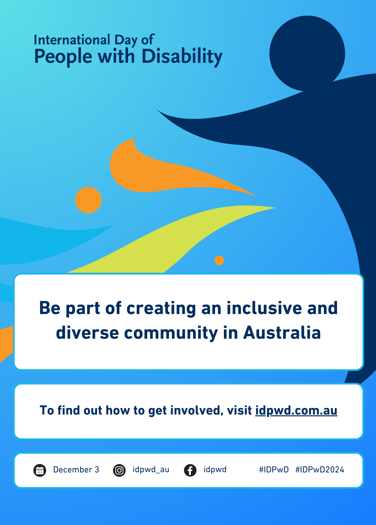 International Day of
People with Disability
Be part of creating an inclusive and
diverse community in Australia
To find out how to get involved, visit idpwd.com.au
December 3 idpwd_au idpwd #IDPwD #IDPwD2024